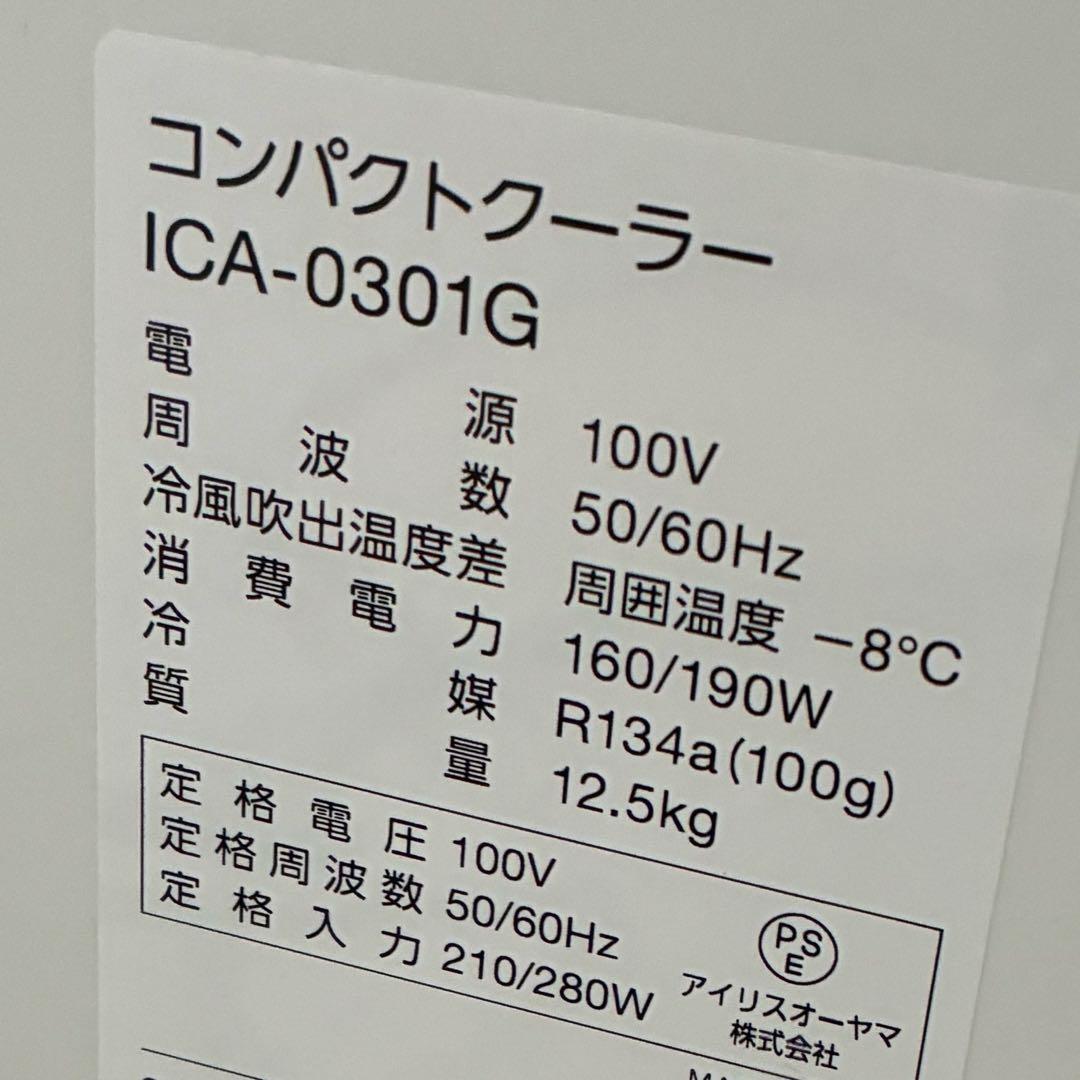 コンパクトクーラー
ICA-0301G
電源 100V
周波数 50/60Hz
冷風吹出温度差 周囲温度 －8℃
消費電力 160/190W
冷媒 R134a(100g)
質量 12.5kg
定格電圧 100V
定格周波数 50/60Hz
定格入力 210/280W
PSE
アイリスオーヤマ
株式会社